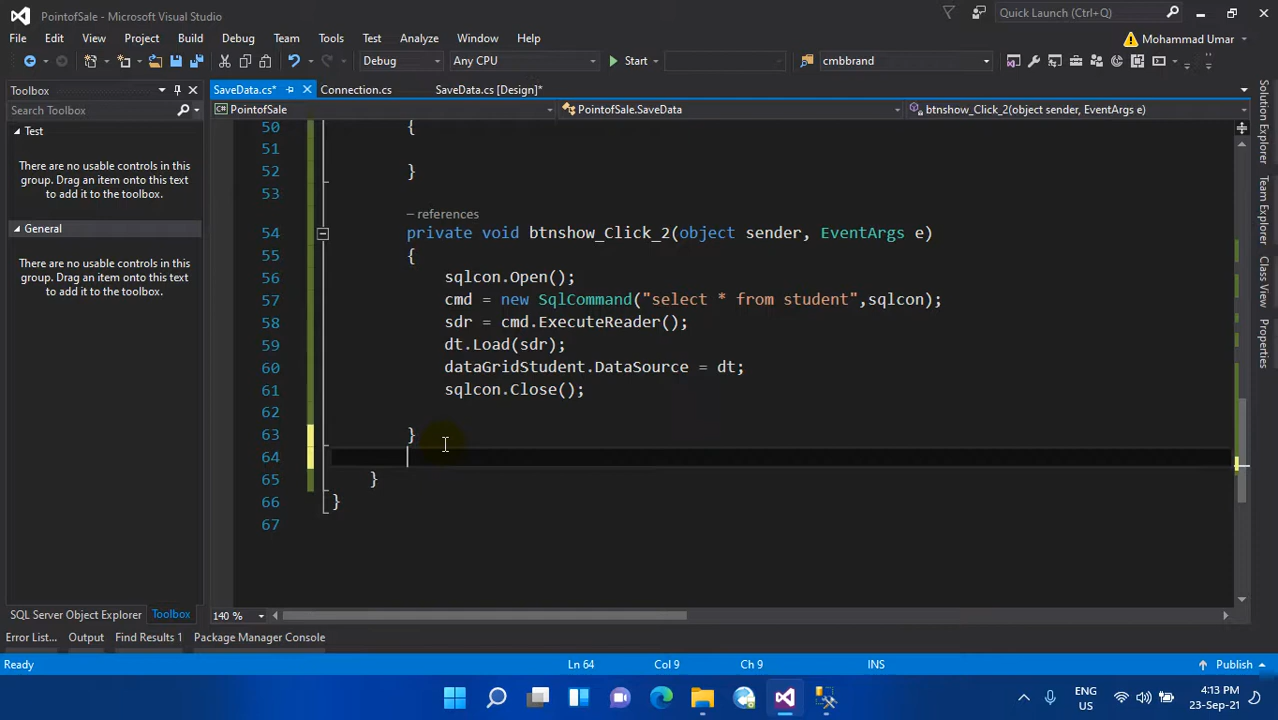 PointofSale - Microsoft Visual Studio
Quick Launch (Ctrl+Q)
File Edit View Project Build Debug Team Tools Test Analyze Window Help
Mohammad Umar
Debug Any CPU Start cmbbrand
Toolbox
SaveData.cs* Connection.cs SaveData.cs [Design]*
Search Toolbox
PointofSale PointofSale.SaveData btnshow_Click_2(object sender, EventArgs e)
Test
There are no usable controls in this
group. Drag an item onto this text
to add it to the toolbox.
General
There are no usable controls in this
group. Drag an item onto this text
to add it to the toolbox.
50 {
51
52 }
53
– references
54 private void btnshow_Click_2(object sender, EventArgs e)
55 {
56 sqlcon.Open();
57 cmd = new SqlCommand("select * from student",sqlcon);
58 sdr = cmd.ExecuteReader();
59 dt.Load(sdr);
60 dataGridStudent.DataSource = dt;
61 sqlcon.Close();
62
63 }
64
65 }
66 }
67
Solution Explorer
Team Explorer
Class View
Properties
SQL Server Object Explorer Toolbox
140 %
Error List... Output Find Results 1 Package Manager Console
Ready Ln 64 Col 9 Ch 9 INS Publish
ENG
US
4:13 PM
23-Sep-21